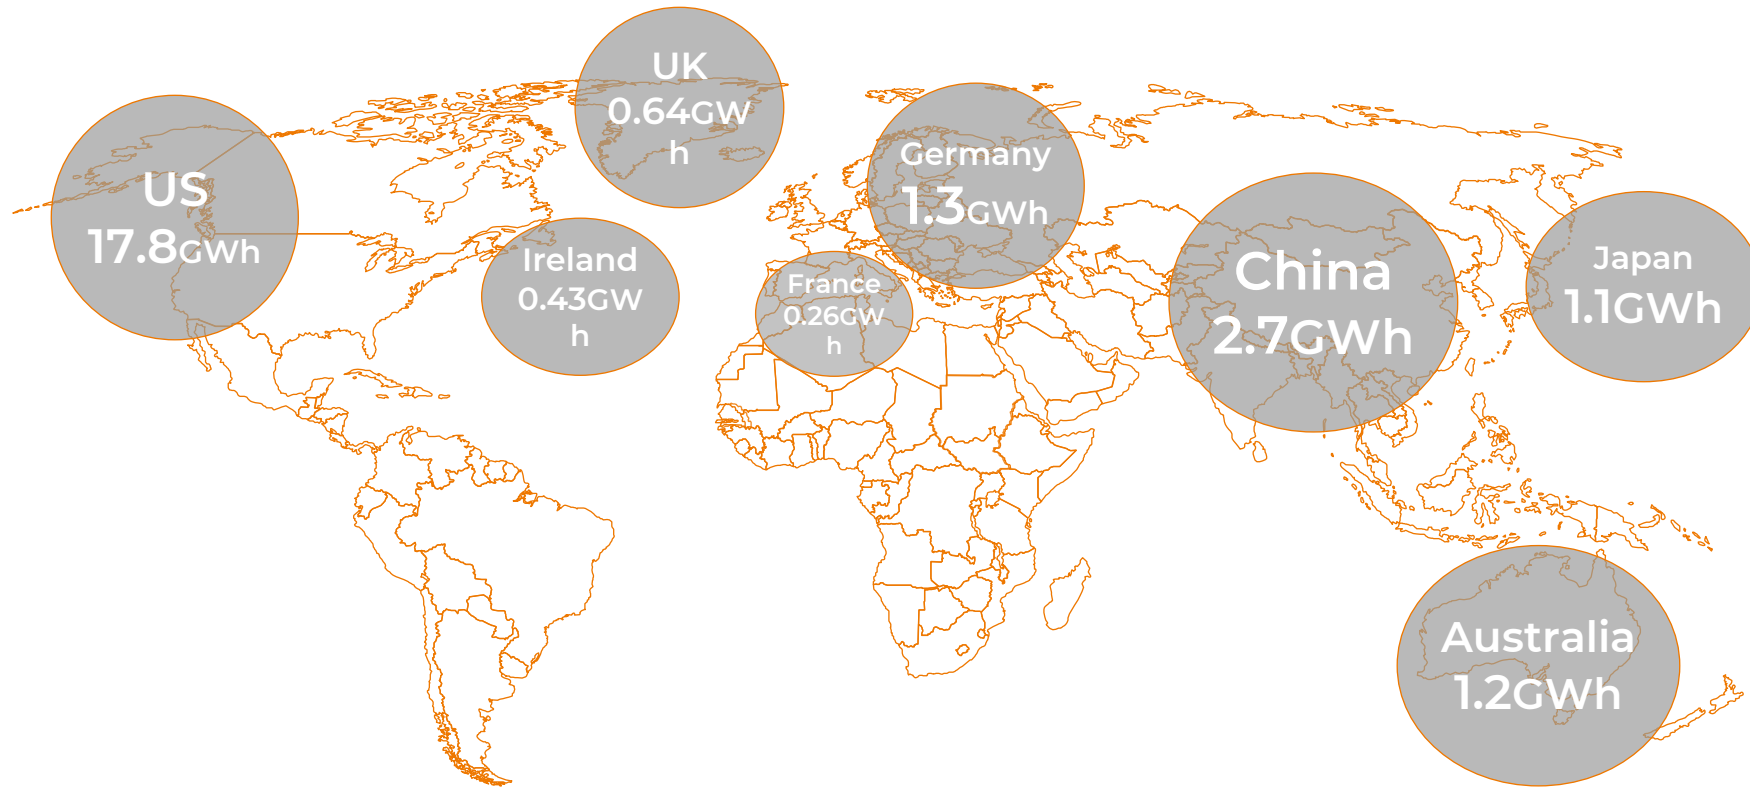 UK
0.64GW
h
US
17.8GWh
Ireland
0.43GW
h
Germany
1.3GWh
France
0.26GW
h
China
2.7GWh
Japan
1.1GWh
Australia
1.2GWh